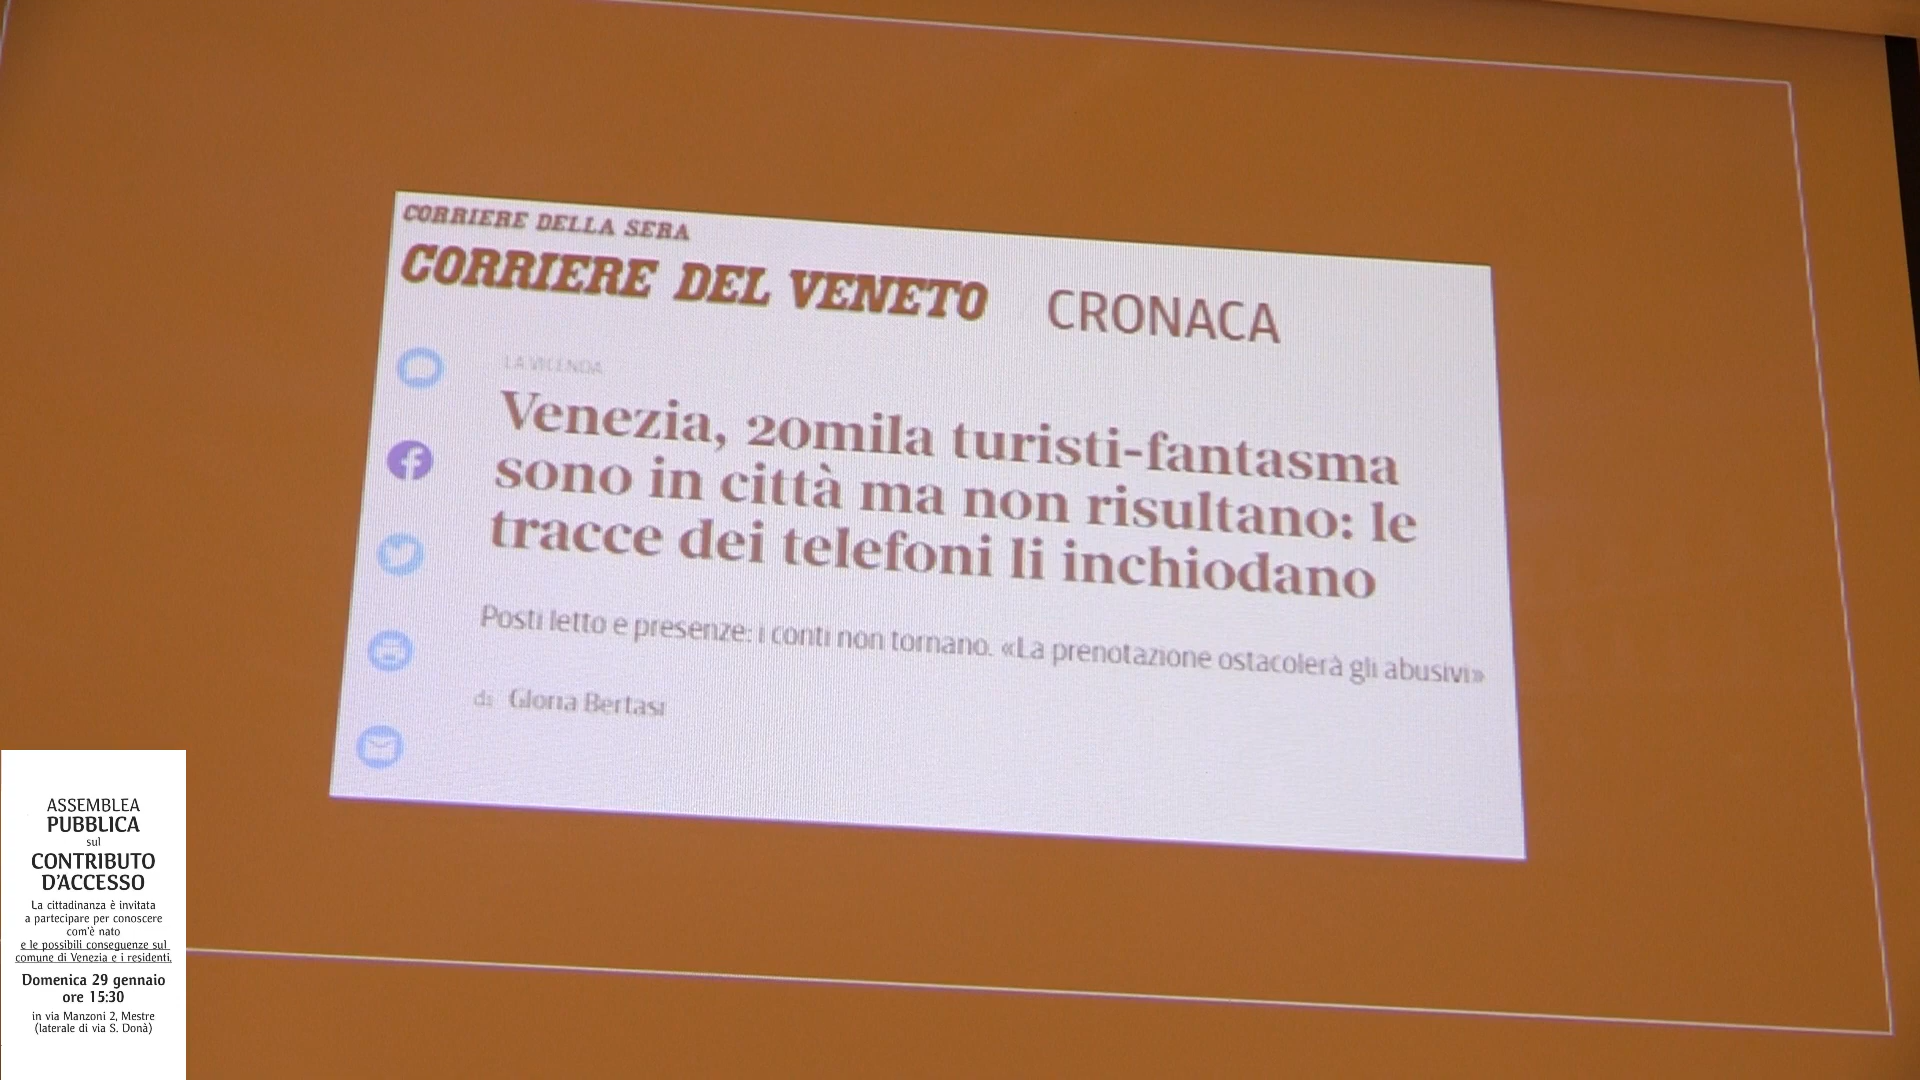 CORRIERE DELLA SERA
CORRIERE DEL VENETO
CRONACA
LA VICENDA
Venezia, 20mila turisti-fantasma
sono in città ma non risultano: le
tracce dei telefoni li inchiodano
Posti letto e presenze: i conti non tornano. «La prenotazione ostacolerà gli abusivi»
di Gloria Bertasi
ASSEMBLEA
PUBBLICA
sul
CONTRIBUTO
D'ACCESSO
La cittadinanza è invitata
a partecipare per conoscere
com'è nato
e le possibili conseguenze sul
comune di Venezia e i residenti.
Domenica 29 gennaio
ore 15:30
in via Manzoni 2, Mestre
(laterale di via S. Donà)